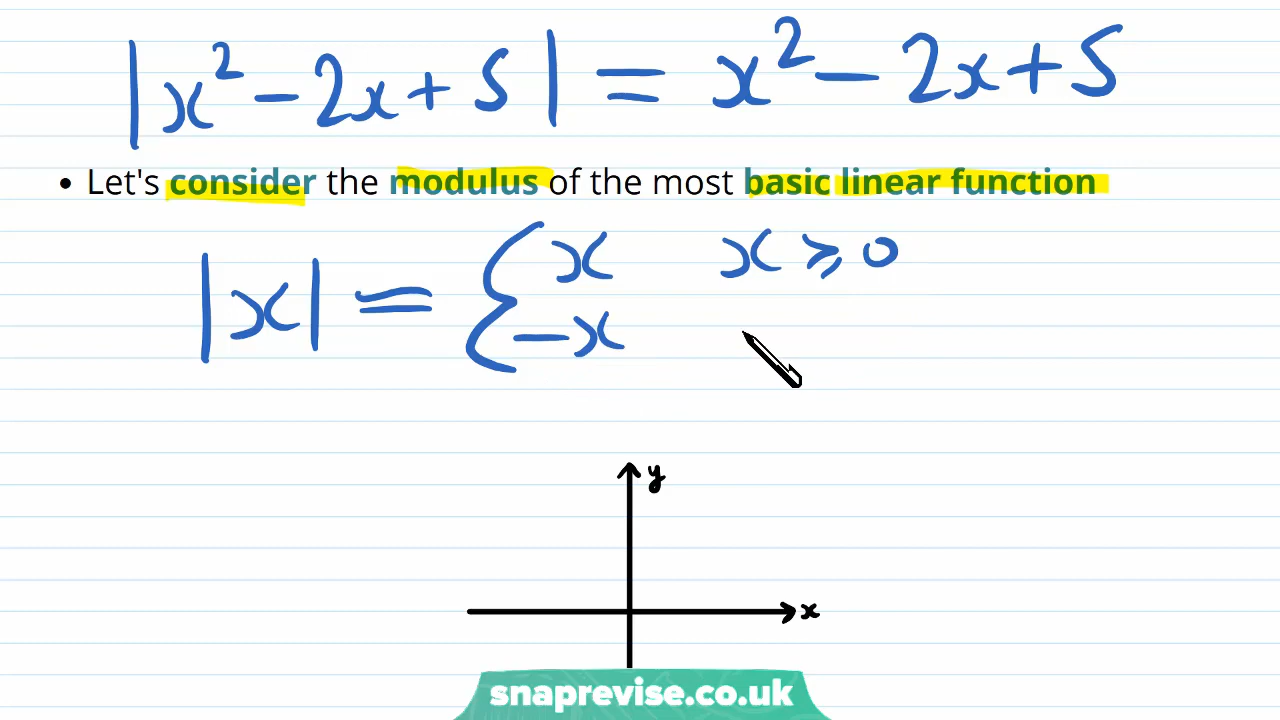 |x² - 2x + 5| = x² - 2x + 5
• Let's consider the modulus of the most basic linear function
|x| = { x x ⩾ 0
-x
y
x
snaprevise.co.uk